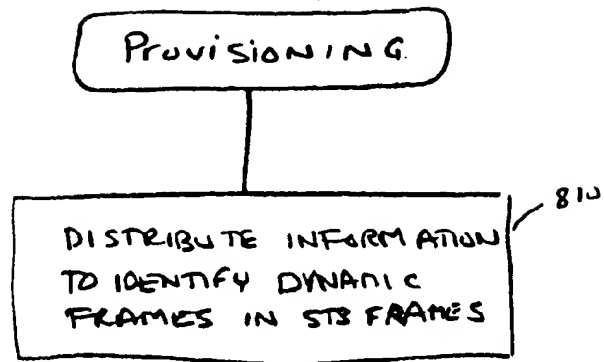 Provisioning.
810
DISTRIBUTE INFORMATION
TO IDENTIFY DYNAMIC
FRAMES IN STB FRAMES